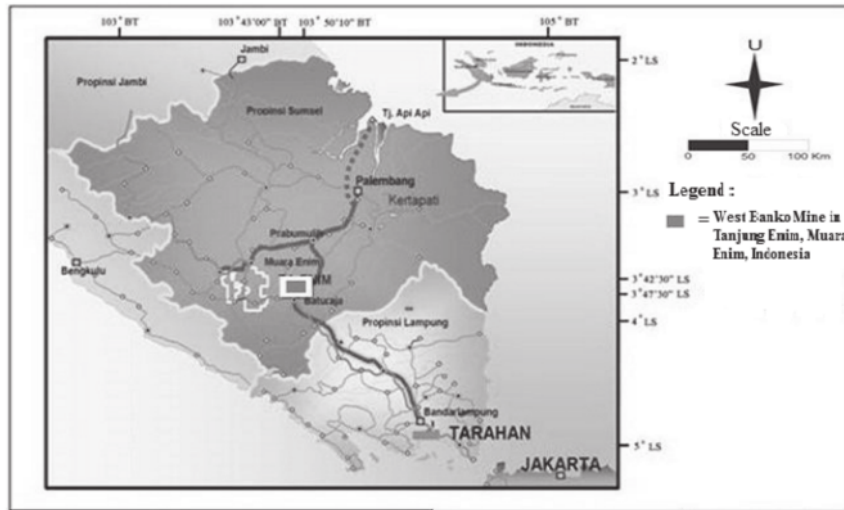 103 ° BT
103 ° 43'00" BT
103 ° 50'10" BT
105 ° BT
2°LS
3°LS
3°42'30" LS
3°47'30" LS
4°LS
5°LS
INDONESIA
Jambi
Propinsi Jambi
Propinsi Sumsel
Tj. Api Api
Palembang
Kertapati
Prabumulih
Muara Enim
Bengkulu
Baturaja
Propinsi Lampung
Bandarlampung
TARAHAN
JAKARTA
U
Scale
0 50 100 Km
Legend :
= West Banko Mine in
Tanjung Enim, Muara
Enim, Indonesia